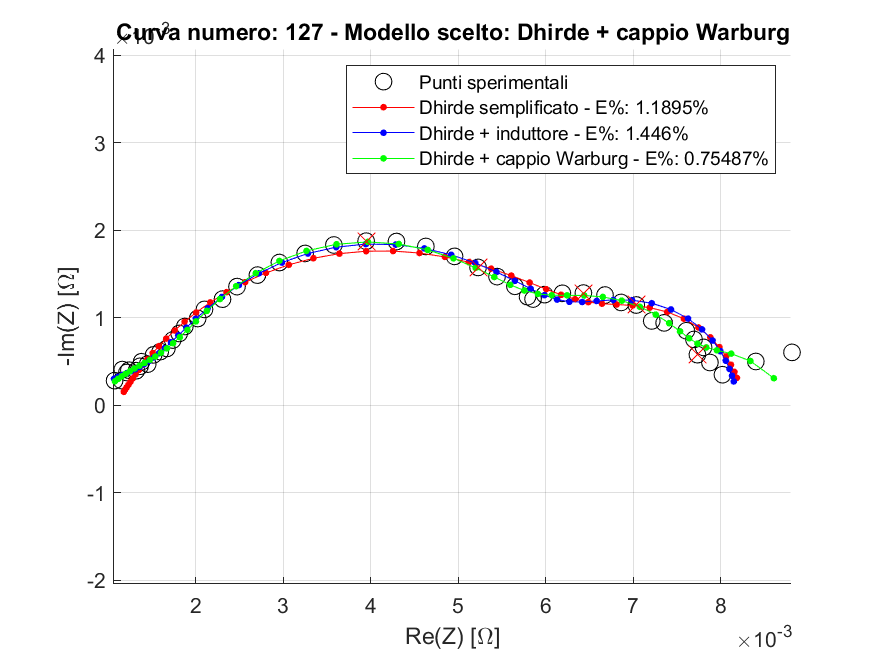 Curva numero: 127 - Modello scelto: Dhirde + cappio Warburg
×10⁻³
4
3
2
1
0
-1
-2
-Im(Z) [Ω]
Punti sperimentali
Dhirde semplificato - E%: 1.1895%
Dhirde + induttore - E%: 1.446%
Dhirde + cappio Warburg - E%: 0.75487%
2 3 4 5 6 7 8
Re(Z) [Ω]
×10⁻³